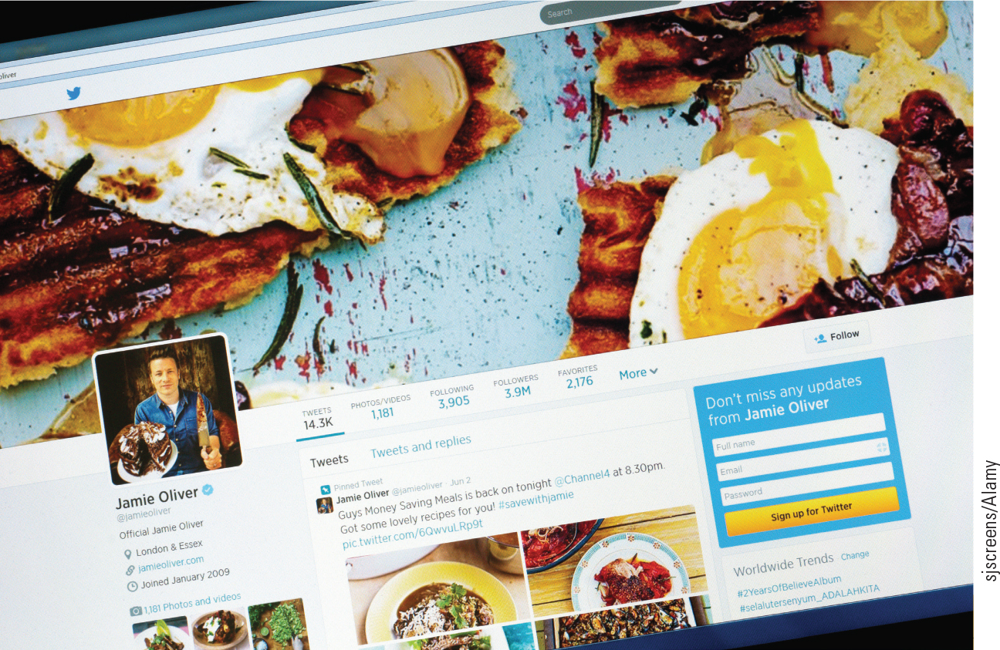 Search
oliver
Follow
TWEETS
14.3K
PHOTOS/VIDEOS
1,181
FOLLOWING
3,905
FOLLOWERS
3.9M
FAVORITES
2,176
More
Jamie Oliver
@jamieoliver
Official Jamie Oliver
London & Essex
jamieoliver.com
Joined January 2009
1,181 Photos and videos
Tweets
Tweets and replies
Pinned Tweet
Jamie Oliver @jamieoliver · Jun 2
Guys Money Saving Meals is back on tonight @Channel4 at 8.30pm.
Got some lovely recipes for you! #savewithjamie
pic.twitter.com/6QwvuLRp9t
Don't miss any updates
from Jamie Oliver
Full name
Email
Password
Sign up for Twitter
Worldwide Trends Change
#2YearsOfBelieveAlbum
#selalutersenyum_ADALAHKITA
sjscreens/Alamy